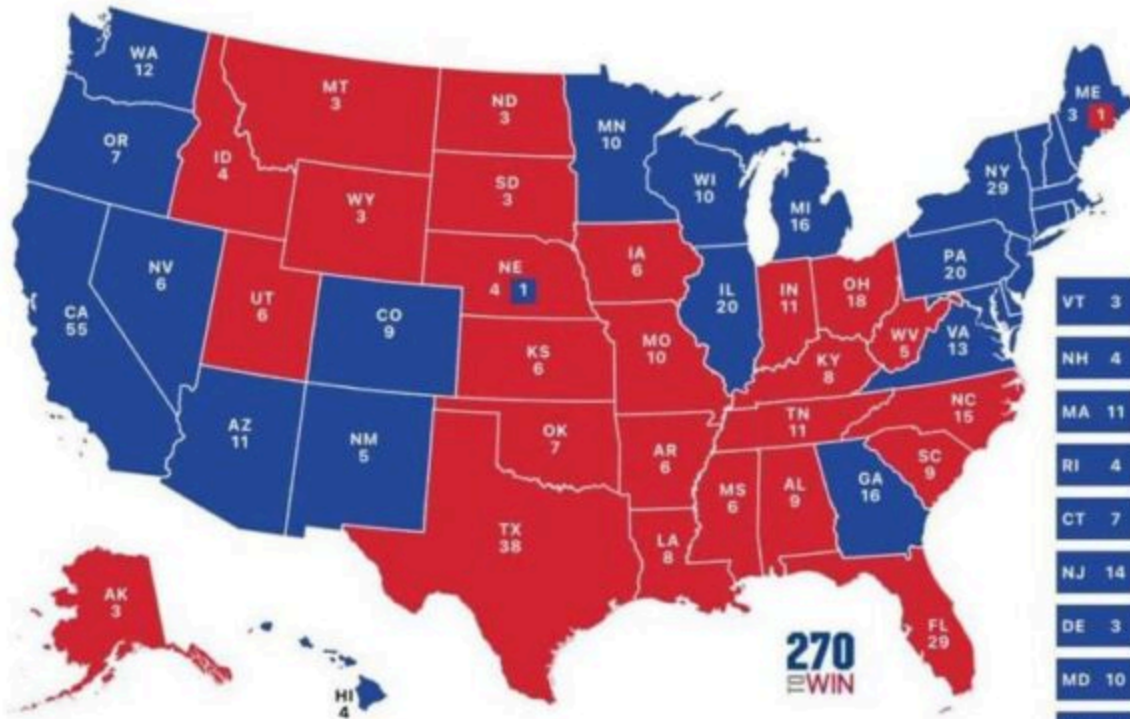 WA
12
OR
7
CA
55
NV
6
ID
4
MT
3
WY
3
UT
6
AZ
11
CO
9
NM
5
ND
3
SD
3
NE
4 1
KS
6
OK
7
TX
38
MN
10
IA
6
MO
10
AR
6
LA
8
WI
10
IL
20
MI
16
IN
11
OH
18
KY
8
TN
11
MS
6
AL
9
GA
16
FL
29
SC
9
NC
15
VA
13
WV
5
PA
20
NY
29
ME
3 1
AK
3
HI
4
270
TO WIN
VT 3
NH 4
MA 11
RI 4
CT 7
NJ 14
DE 3
MD 10